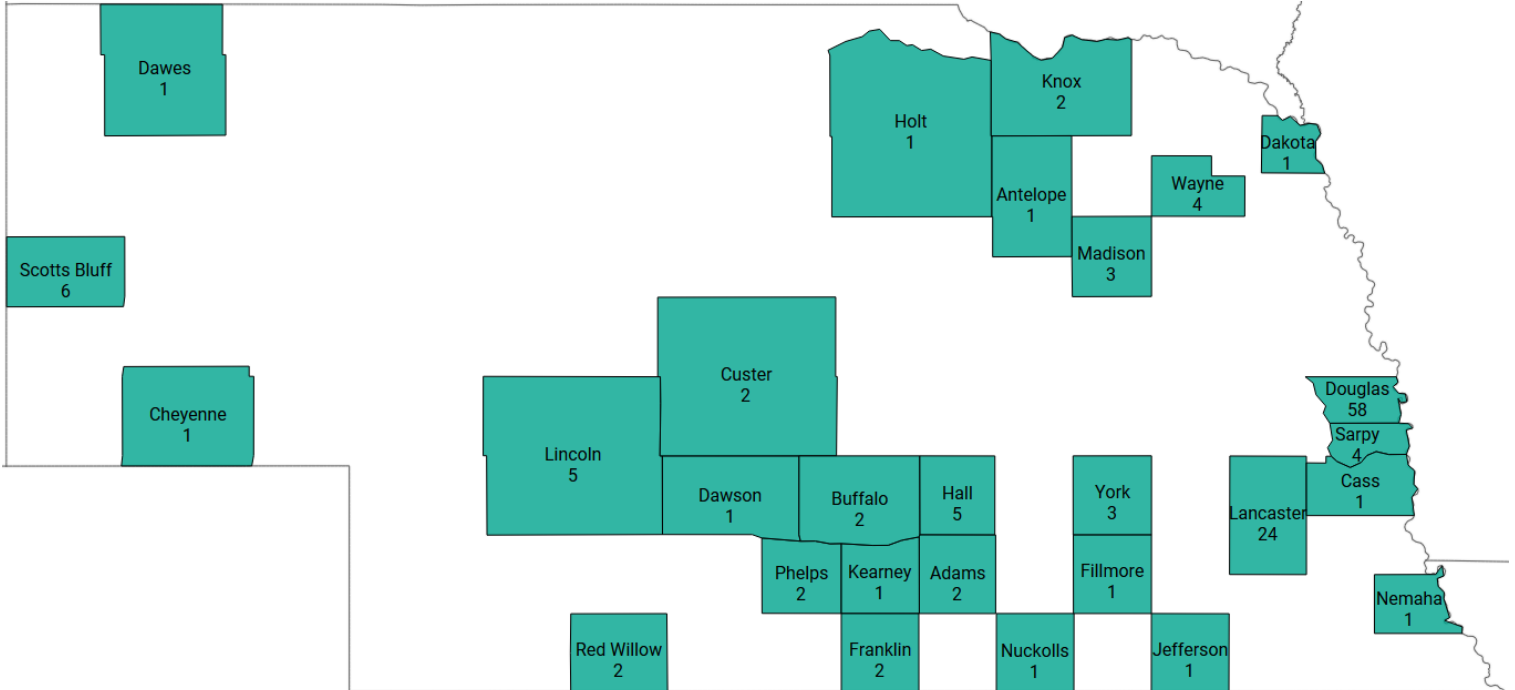 Dawes
1
Knox
2
Holt
1
Dakota
1
Wayne
4
Antelope
1
Madison
3
Scotts Bluff
6
Custer
2
Cheyenne
1
Douglas
58
Sarpy
4
Lincoln
5
Cass
1
Dawson
1
Buffalo
2
Hall
5
York
3
Lancaster
24
Phelps
2
Kearney
1
Adams
2
Fillmore
1
Nemaha
1
Red Willow
2
Franklin
2
Nuckolls
1
Jefferson
1